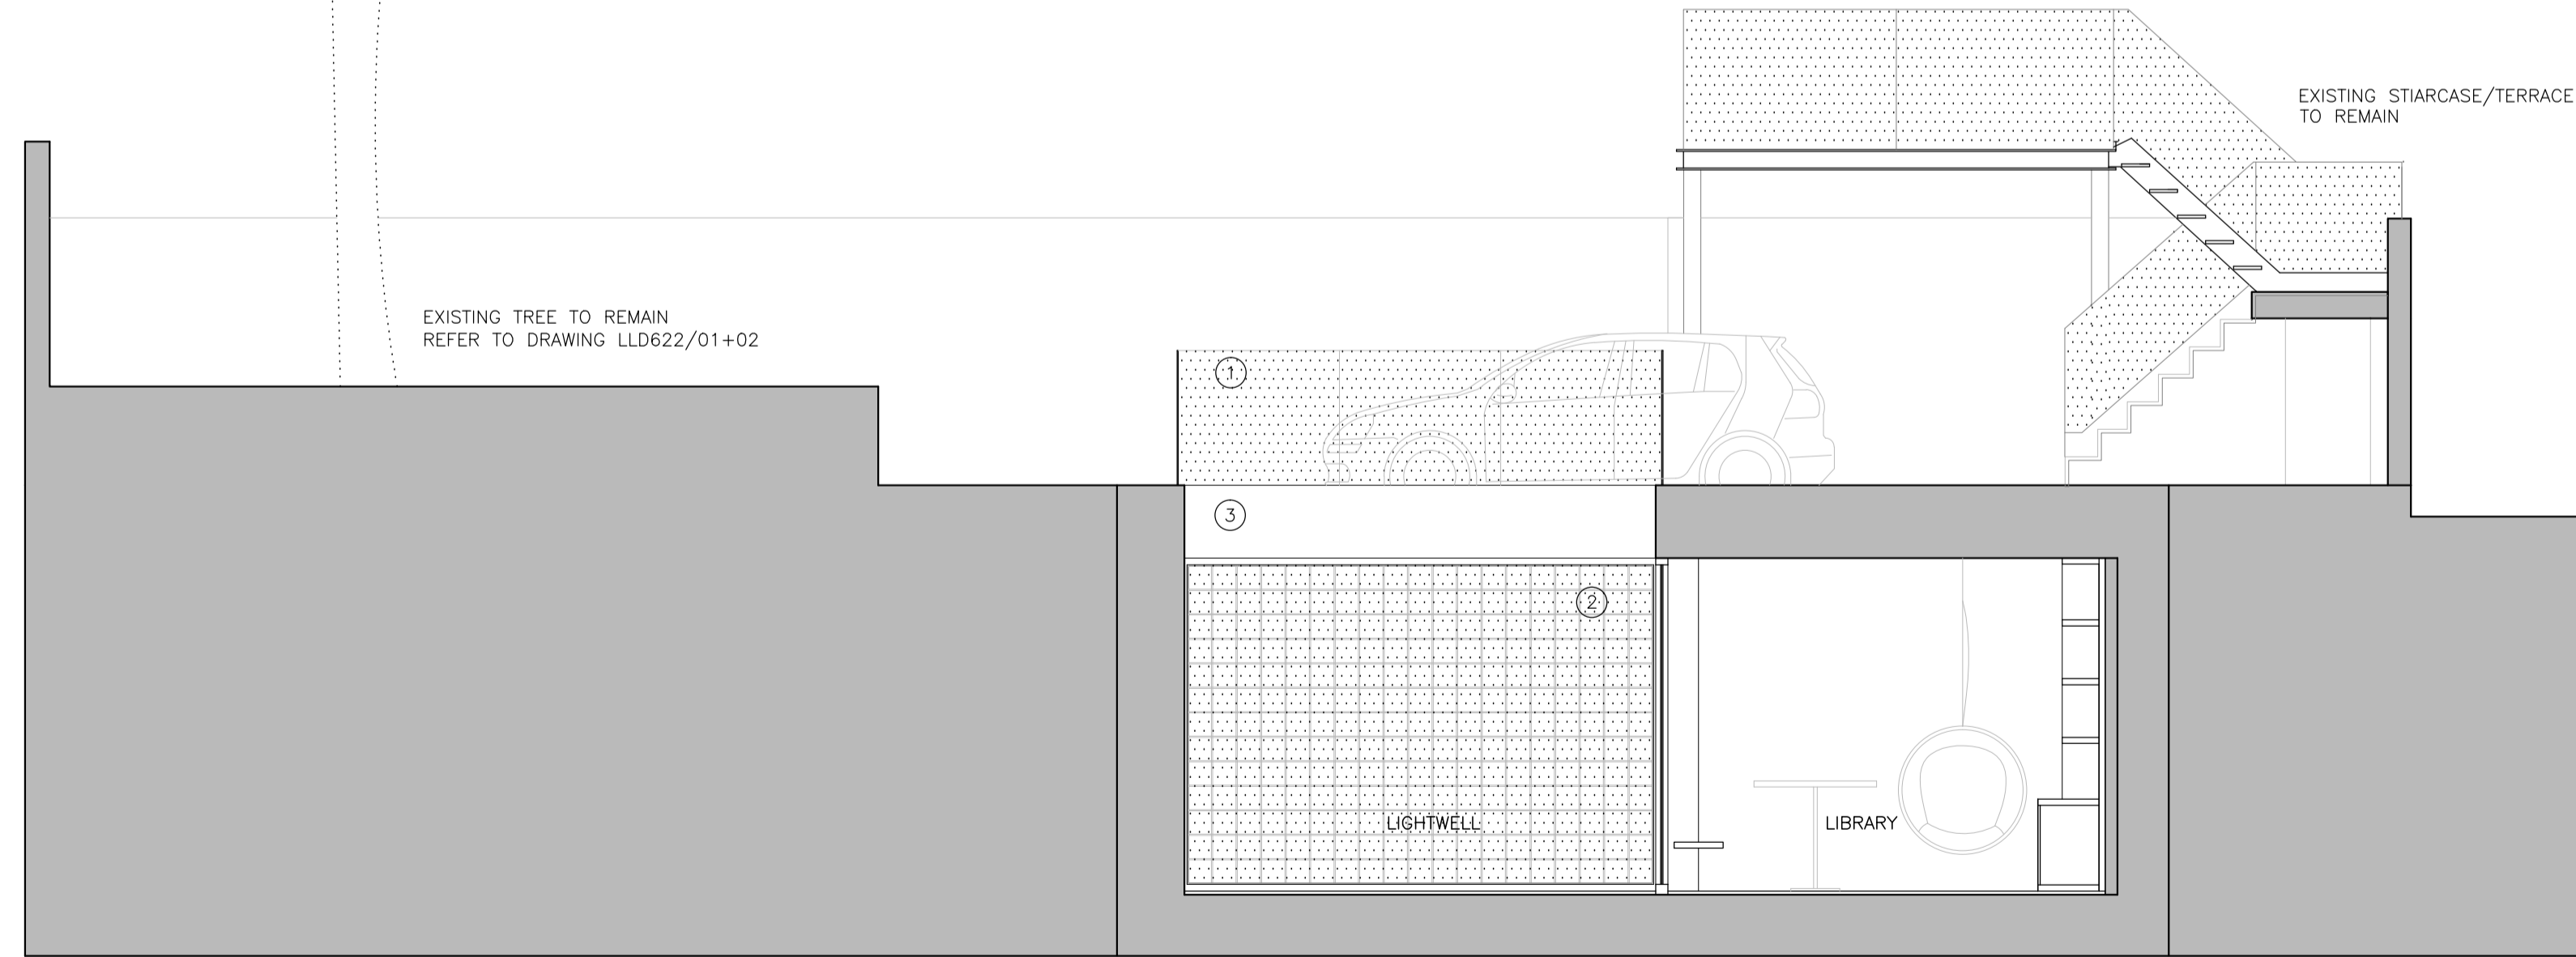 EXISTING STIARCASE/TERRACE
TO REMAIN
EXISTING TREE TO REMAIN
REFER TO DRAWING LLD622/01+02
1
3
2
LIGHTWELL
LIBRARY